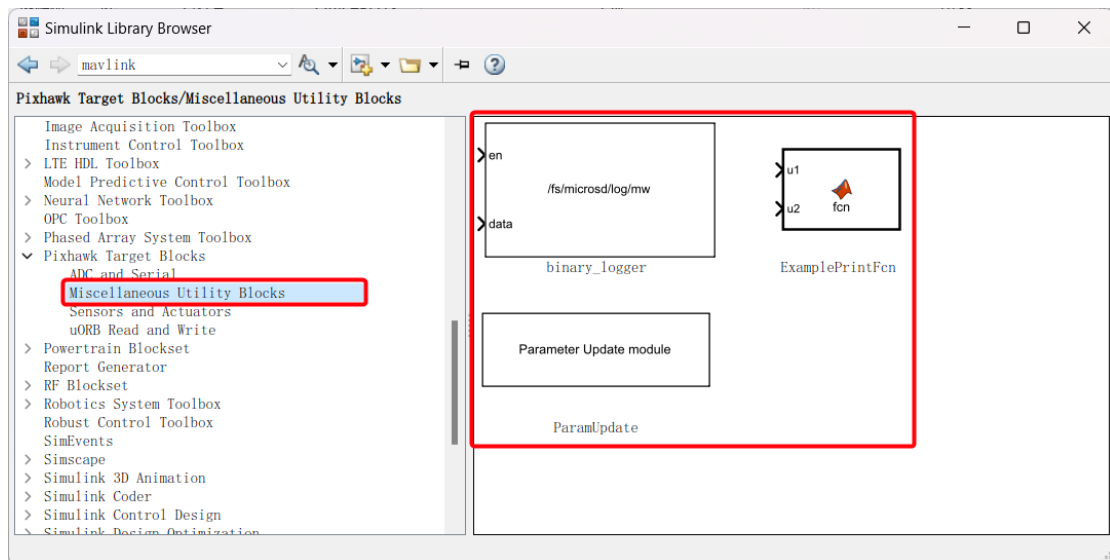 Simulink Library Browser
mavlink
Pixhawk Target Blocks/Miscellaneous Utility Blocks
Image Acquisition Toolbox
Instrument Control Toolbox
LTE HDL Toolbox
Model Predictive Control Toolbox
Neural Network Toolbox
OPC Toolbox
Phased Array System Toolbox
Pixhawk Target Blocks
ADC and Serial
Miscellaneous Utility Blocks
Sensors and Actuators
uORB Read and Write
Powertrain Blockset
Report Generator
RF Blockset
Robotics System Toolbox
Robust Control Toolbox
SimEvents
Simscape
Simulink 3D Animation
Simulink Coder
Simulink Control Design
Simulink Design Optimization
en
/fs/microsd/log/mw
data
binary_logger
u1
u2
fcn
ExamplePrintFcn
Parameter Update module
ParamUpdate